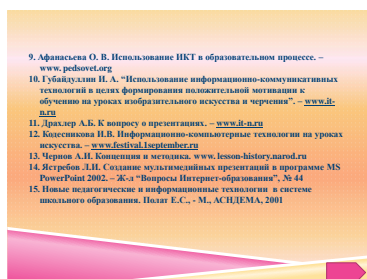 9. Афанасьева О. В. Использование ИКТ в образовательном процессе. –
www. pedsovet.org
10. Губайдуллин И. А. “Использование информационно-коммуникативных
технологий в целях формирования положительной мотивации к
обучению на уроках изобразительного искусства и черчения”. – www.it-
n.ru
11. Драхлер А.Б. К вопросу о презентациях. – www.it-n.ru
12. Кодесникова И.В. Информационно-компьютерные технологии на уроках
искусства. – www.festival.1september.ru
13. Чернов А.И. Концепция и методика. www. lesson-history.narod.ru
14. Ястребов Л.И. Создание мультимедийных презентаций в программе MS
PowerPoint 2002. – Ж-л “Вопросы Интернет-образования”, № 44
15. Новые педагогические и информационные технологии в системе
школьного образования. Полат Е.С., - М., АСНДЕМА, 2001